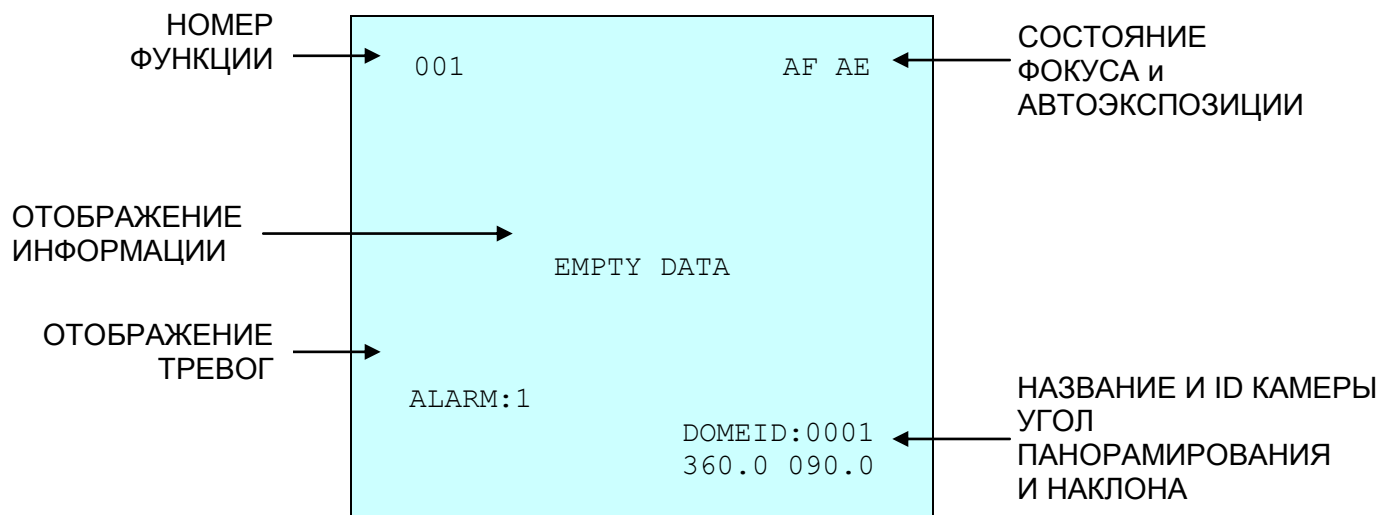 НОМЕР
ФУНКЦИИ
001
AF AE
СОСТОЯНИЕ
ФОКУСА и
АВТОЭКСПОЗИЦИИ
ОТОБРАЖЕНИЕ
ИНФОРМАЦИИ
EMPTY DATA
ОТОБРАЖЕНИЕ
ТРЕВОГ
ALARM:1
DOMEID:0001
360.0 090.0
НАЗВАНИЕ И ID КАМЕРЫ
УГОЛ
ПАНОРАМИРОВАНИЯ
И НАКЛОНА